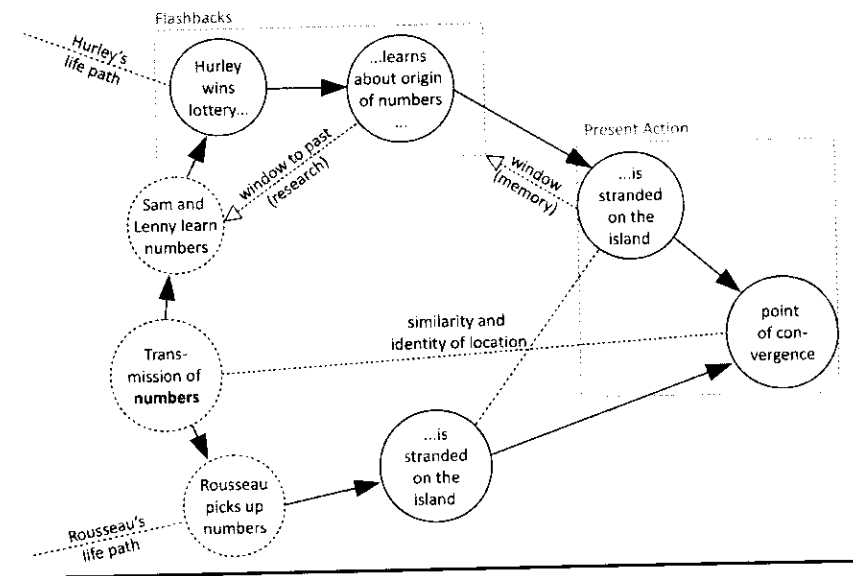 Flashbacks
Hurley's
life path
Hurley
wins
lottery...
...learns
about origin
of numbers
...
Present Action
window to past
(research)
window
(memory)
...is
stranded
on the
island
Sam and
Lenny learn
numbers
similarity and
identity of location
point
of con-
vergence
Trans-
mission of
numbers
...is
stranded
on the
island
Rousseau
picks up
numbers
Rousseau's
life path